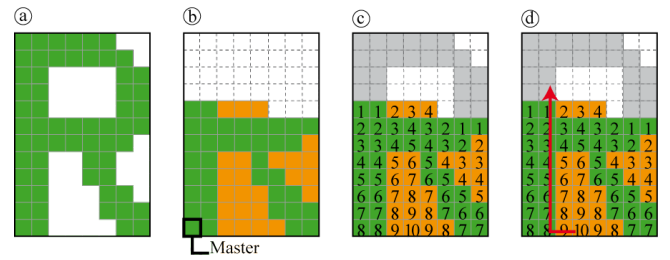 a
b
c
d
1 1 2 3 4
2 2 3 4 3 2 1 1
3 3 4 5 4 3 2 2
4 4 5 6 5 4 3 3
5 5 6 7 6 5 4 4
6 6 7 8 7 6 5 5
7 7 8 9 8 7 6 6
8 8 9 10 9 8 7 7
1 1 2 3 4
2 2 3 4 3 2 1 1
3 3 4 5 4 3 2 2
4 4 5 6 5 4 3 3
5 5 6 7 6 5 4 4
6 6 7 8 7 6 5 5
7 7 8 9 8 7 6 6
8 8 9 10 9 8 7 7
Master